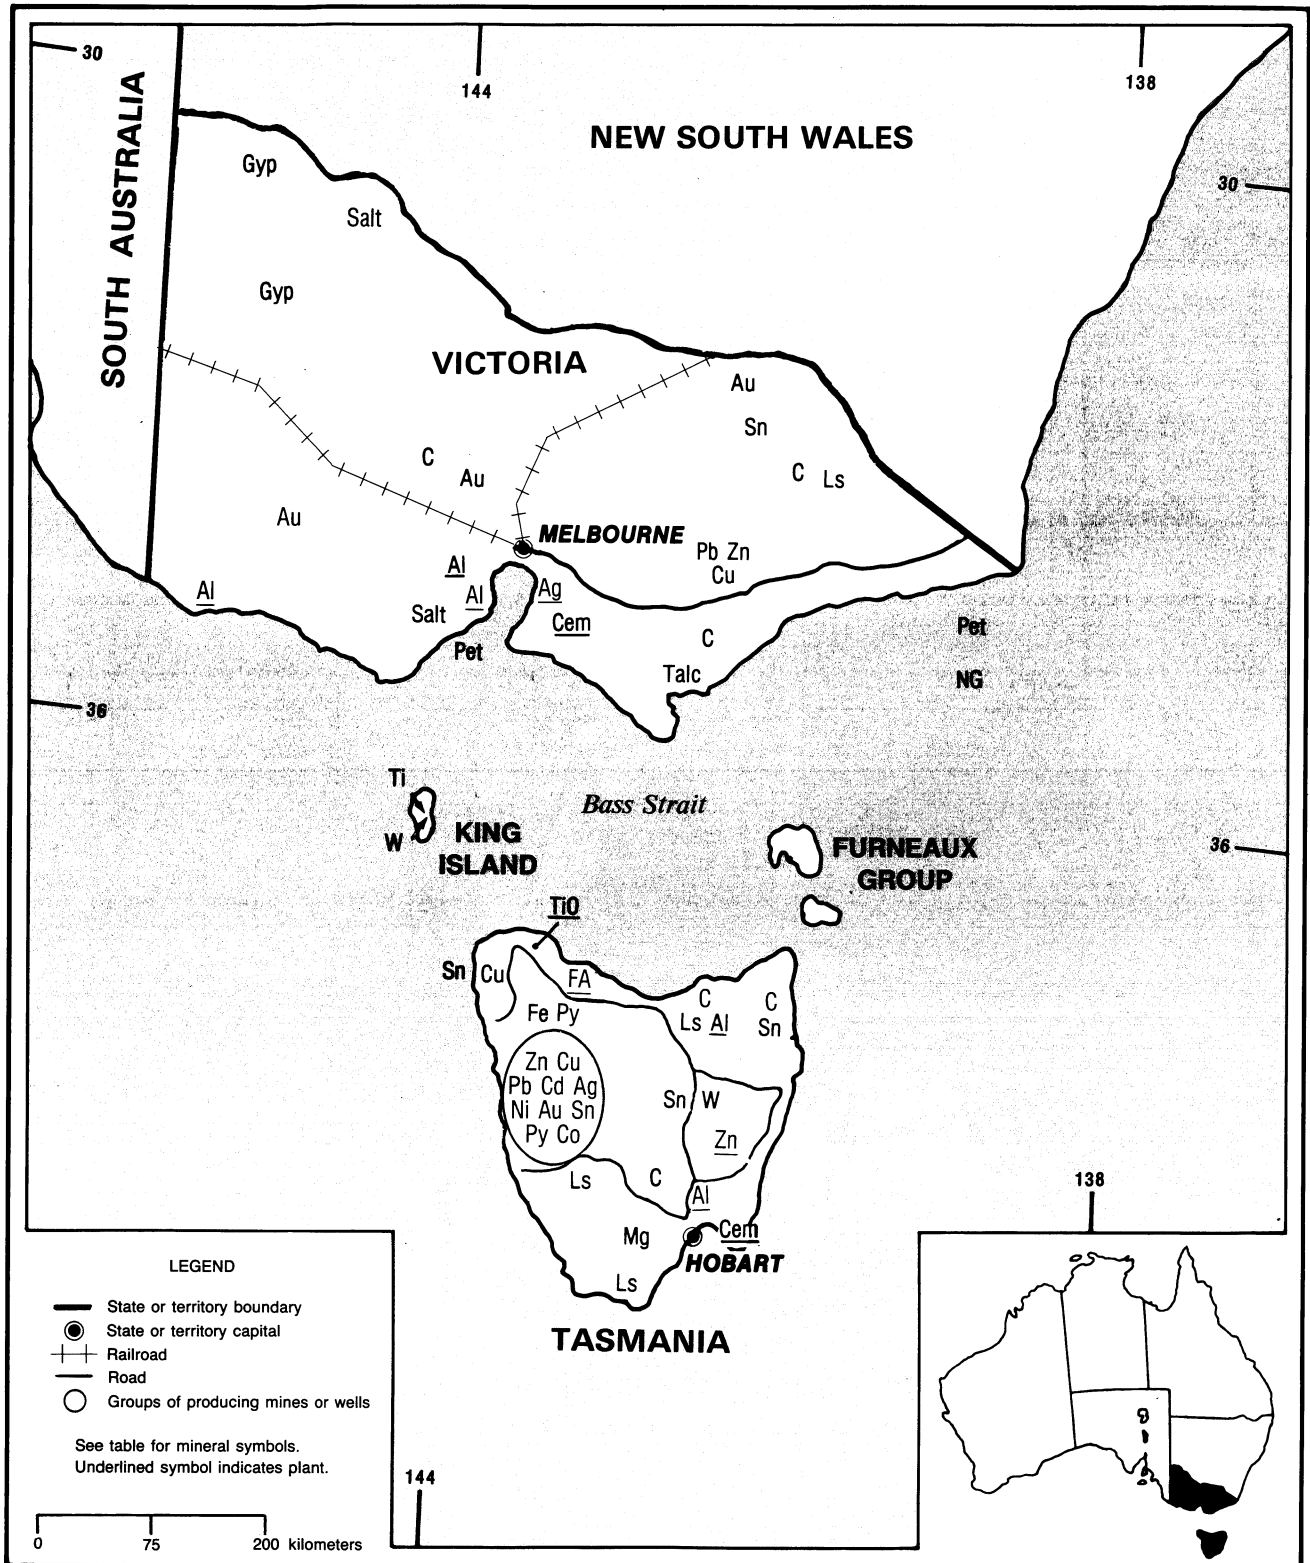 30
144
138
NEW SOUTH WALES
SOUTH AUSTRALIA
Gyp
30
Salt
Gyp
VICTORIA
Au
Sn
C
Au
C Ls
Au
MELBOURNE
Pb Zn
Cu
Al
Al
Al
Ag
Salt
Cem
Pet
C
Pet
Talc
NG
36
Ti
W
KING
ISLAND
Bass Strait
FURNEAUX
GROUP
36
TiO
Sn
Cu
FA
C
C
Fe Py
Ls Al
Sn
Zn Cu
Pb Cd Ag
Ni Au Sn
Py Co
Sn
W
Zn
Ls
C
Al
138
Mg
Cem
HOBART
Ls
TASMANIA
LEGEND
State or territory boundary
State or territory capital
Railroad
Road
Groups of producing mines or wells
See table for mineral symbols.
Underlined symbol indicates plant.
144
0 75 200 kilometers